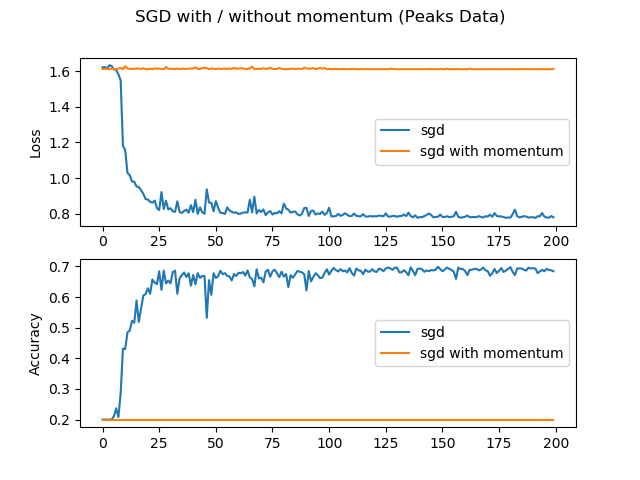 SGD with / without momentum (Peaks Data)
1.6
1.4
1.2
1.0
0.8
Loss
sgd
sgd with momentum
0 25 50 75 100 125 150 175 200
0.7
0.6
0.5
0.4
0.3
0.2
Accuracy
sgd
sgd with momentum
0 25 50 75 100 125 150 175 200